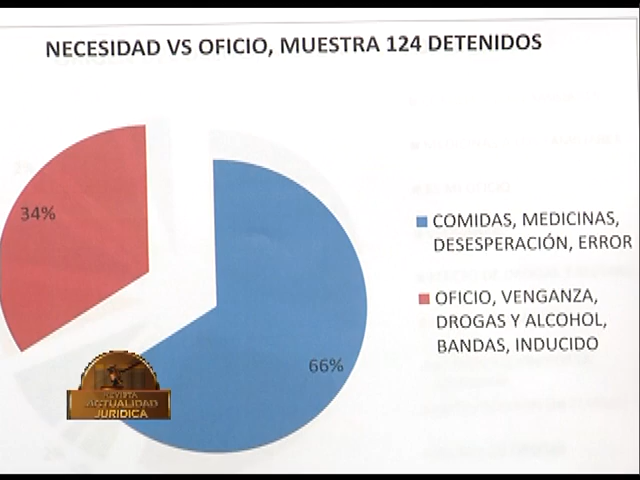 NECESIDAD VS OFICIO, MUESTRA 124 DETENIDOS
34%
COMIDAS, MEDICINAS,
DESESPERACIÓN, ERROR
OFICIO, VENGANZA,
DROGAS Y ALCOHOL,
BANDAS, INDUCIDO
66%
REVISTA
ACTUALIDAD
JURIDICA